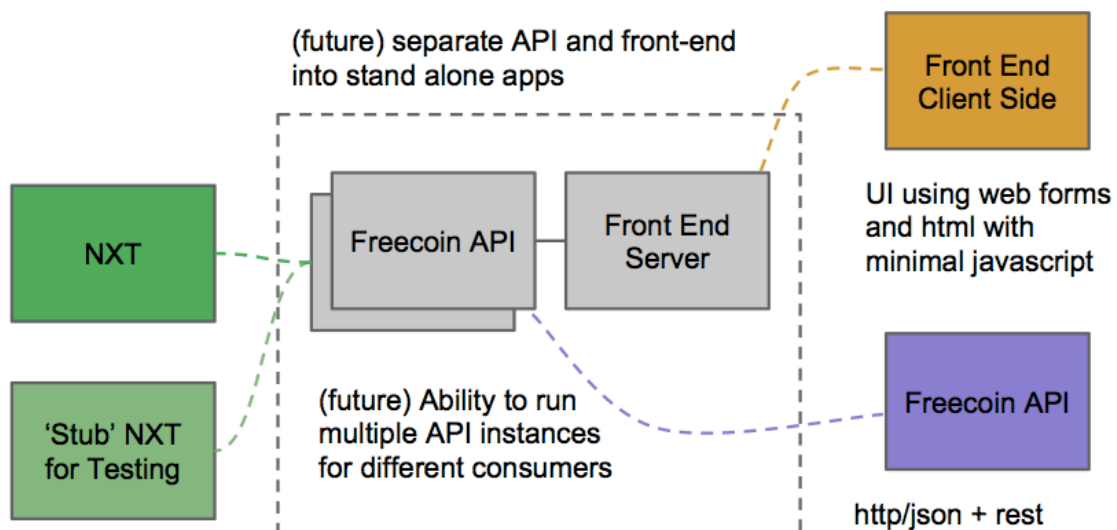 (future) separate API and front-end
into stand alone apps
Front End
Client Side
NXT
Freecoin API
Front End
Server
UI using web forms
and html with
minimal javascript
‘Stub’ NXT
for Testing
(future) Ability to run
multiple API instances
for different consumers
Freecoin API
http/json + rest